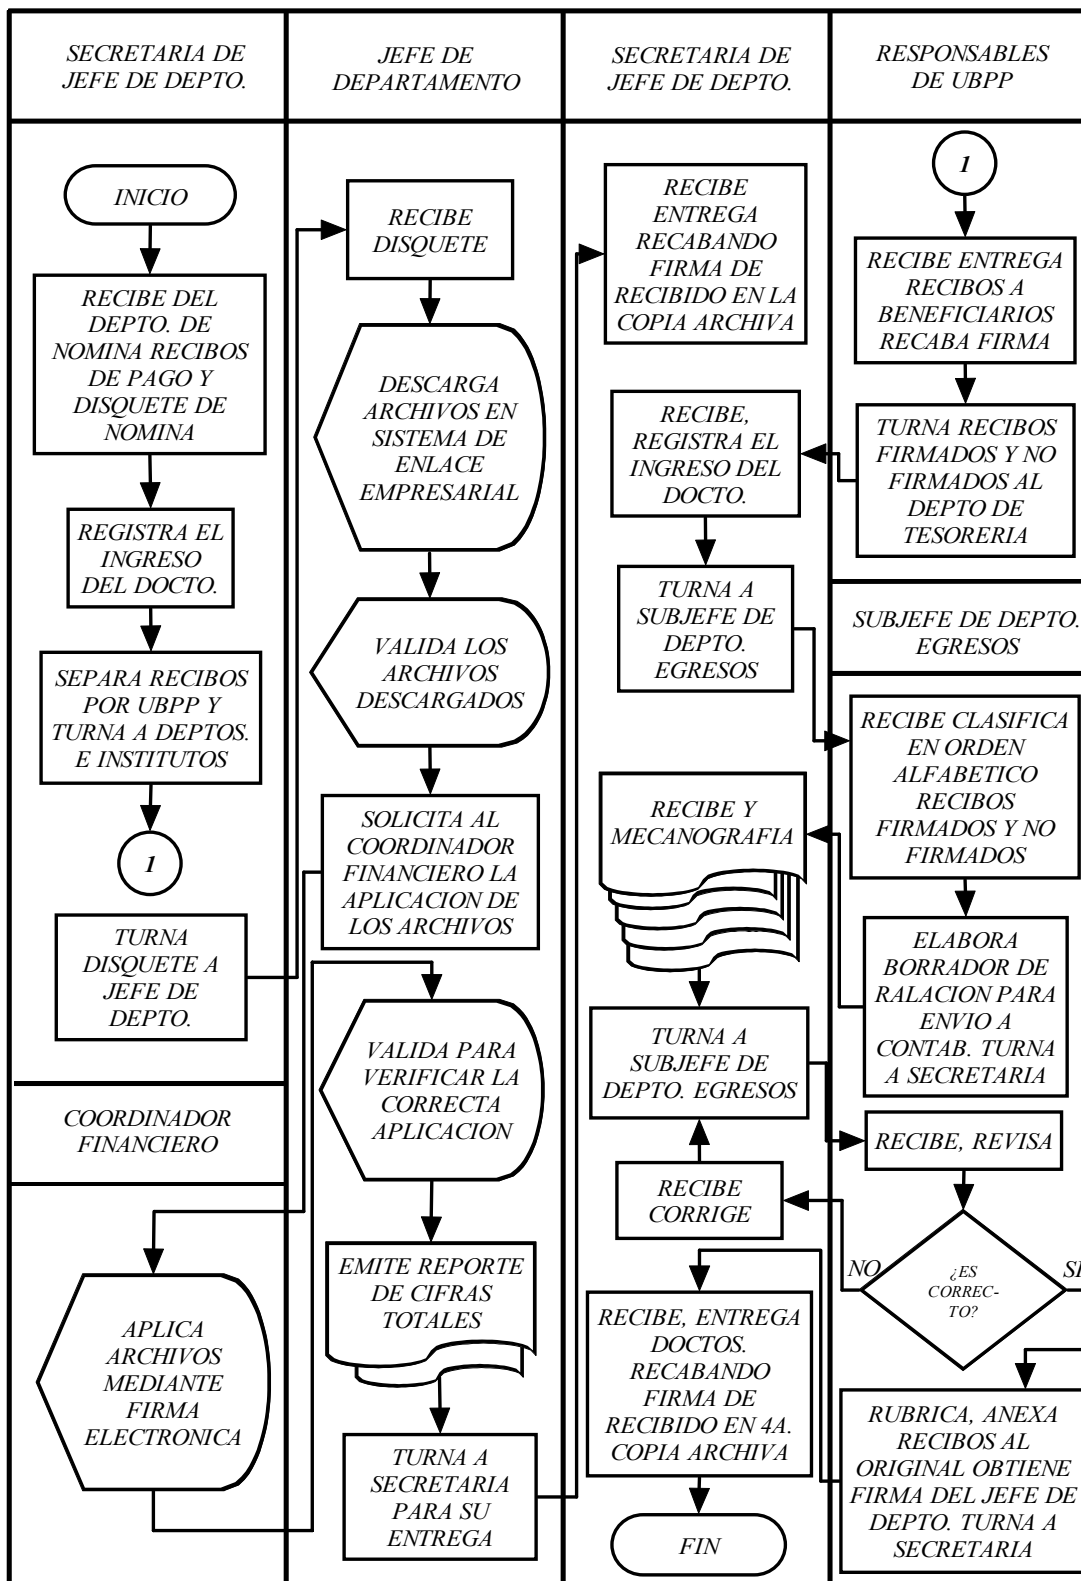 SECRETARIA DE
JEFE DE DEPTO.
JEFE DE
DEPARTAMENTO
SECRETARIA DE
JEFE DE DEPTO.
RESPONSABLES
DE UBPP
INICIO
RECIBE DEL
DEPTO. DE
NOMINA RECIBOS
DE PAGO Y
DISQUETE DE
NOMINA
REGISTRA EL
INGRESO
DEL DOCTO.
SEPARA RECIBOS
POR UBPP Y
TURNA A DEPTOS.
E INSTITUTOS
1
TURNA
DISQUETE A
JEFE DE
DEPTO.
COORDINADOR
FINANCIERO
APLICA
ARCHIVOS
MEDIANTE
FIRMA
ELECTRONICA
RECIBE
DISQUETE
DESCARGA
ARCHIVOS EN
SISTEMA DE
ENLACE
EMPRESARIAL
VALIDA LOS
ARCHIVOS
DESCARGADOS
SOLICITA AL
COORDINADOR
FINANCIERO LA
APLICACION DE
LOS ARCHIVOS
VALIDA PARA
VERIFICAR LA
CORRECTA
APLICACION
EMITE REPORTE
DE CIFRAS
TOTALES
TURNA A
SECRETARIA
PARA SU
ENTREGA
RECIBE
ENTREGA
RECABANDO
FIRMA DE
RECIBIDO EN LA
COPIA ARCHIVA
RECIBE,
REGISTRA EL
INGRESO DEL
DOCTO.
TURNA A
SUBJEFE DE
DEPTO.
EGRESOS
RECIBE Y
MECANOGRAFIA
TURNA A
SUBJEFE DE
DEPTO. EGRESOS
RECIBE
CORRIGE
RECIBE, ENTREGA
DOCTOS.
RECABANDO
FIRMA DE
RECIBIDO EN 4A.
COPIA ARCHIVA
FIN
1
RECIBE ENTREGA
RECIBOS A
BENEFICIARIOS
RECABA FIRMA
TURNA RECIBOS
FIRMADOS Y NO
FIRMADOS AL
DEPTO DE
TESORERIA
SUBJEFE DE DEPTO.
EGRESOS
RECIBE CLASIFICA
EN ORDEN
ALFABETICO
RECIBOS
FIRMADOS Y NO
FIRMADOS
ELABORA
BORRADOR DE
RALACION PARA
ENVIO A
CONTAB. TURNA
A SECRETARIA
RECIBE, REVISA
NO
¿ES
CORREC-
TO?
SI
RUBRICA, ANEXA
RECIBOS AL
ORIGINAL OBTIENE
FIRMA DEL JEFE DE
DEPTO. TURNA A
SECRETARIA